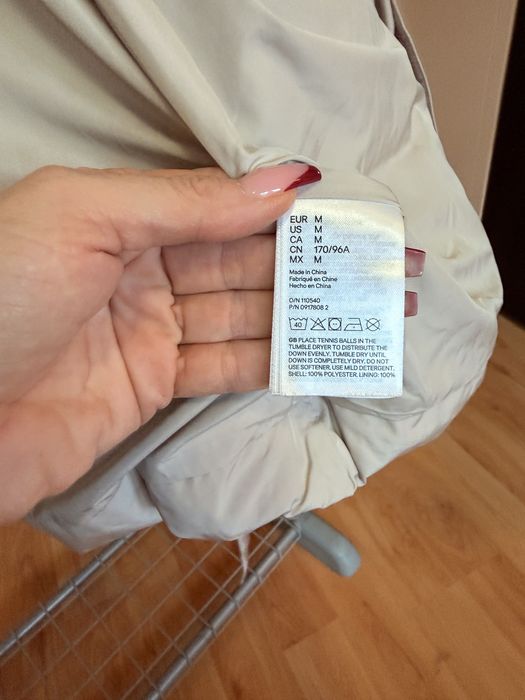 EUR M
US M
CA M
CN 170/96A
MX M
Made in China
Fabriqué en Chine
Hecho en China
O/N 110540
P/N 0917808 2
40
GB PLACE TENNIS BALLS IN THE
TUMBLE DRYER TO DISTRIBUTE THE
DOWN EVENLY. TUMBLE DRY UNTIL
DOWN IS COMPLETELY DRY. DO NOT
USE SOFTENER. USE MILD DETERGENT.
SHELL: 100% POLYESTER. LINING: 100%